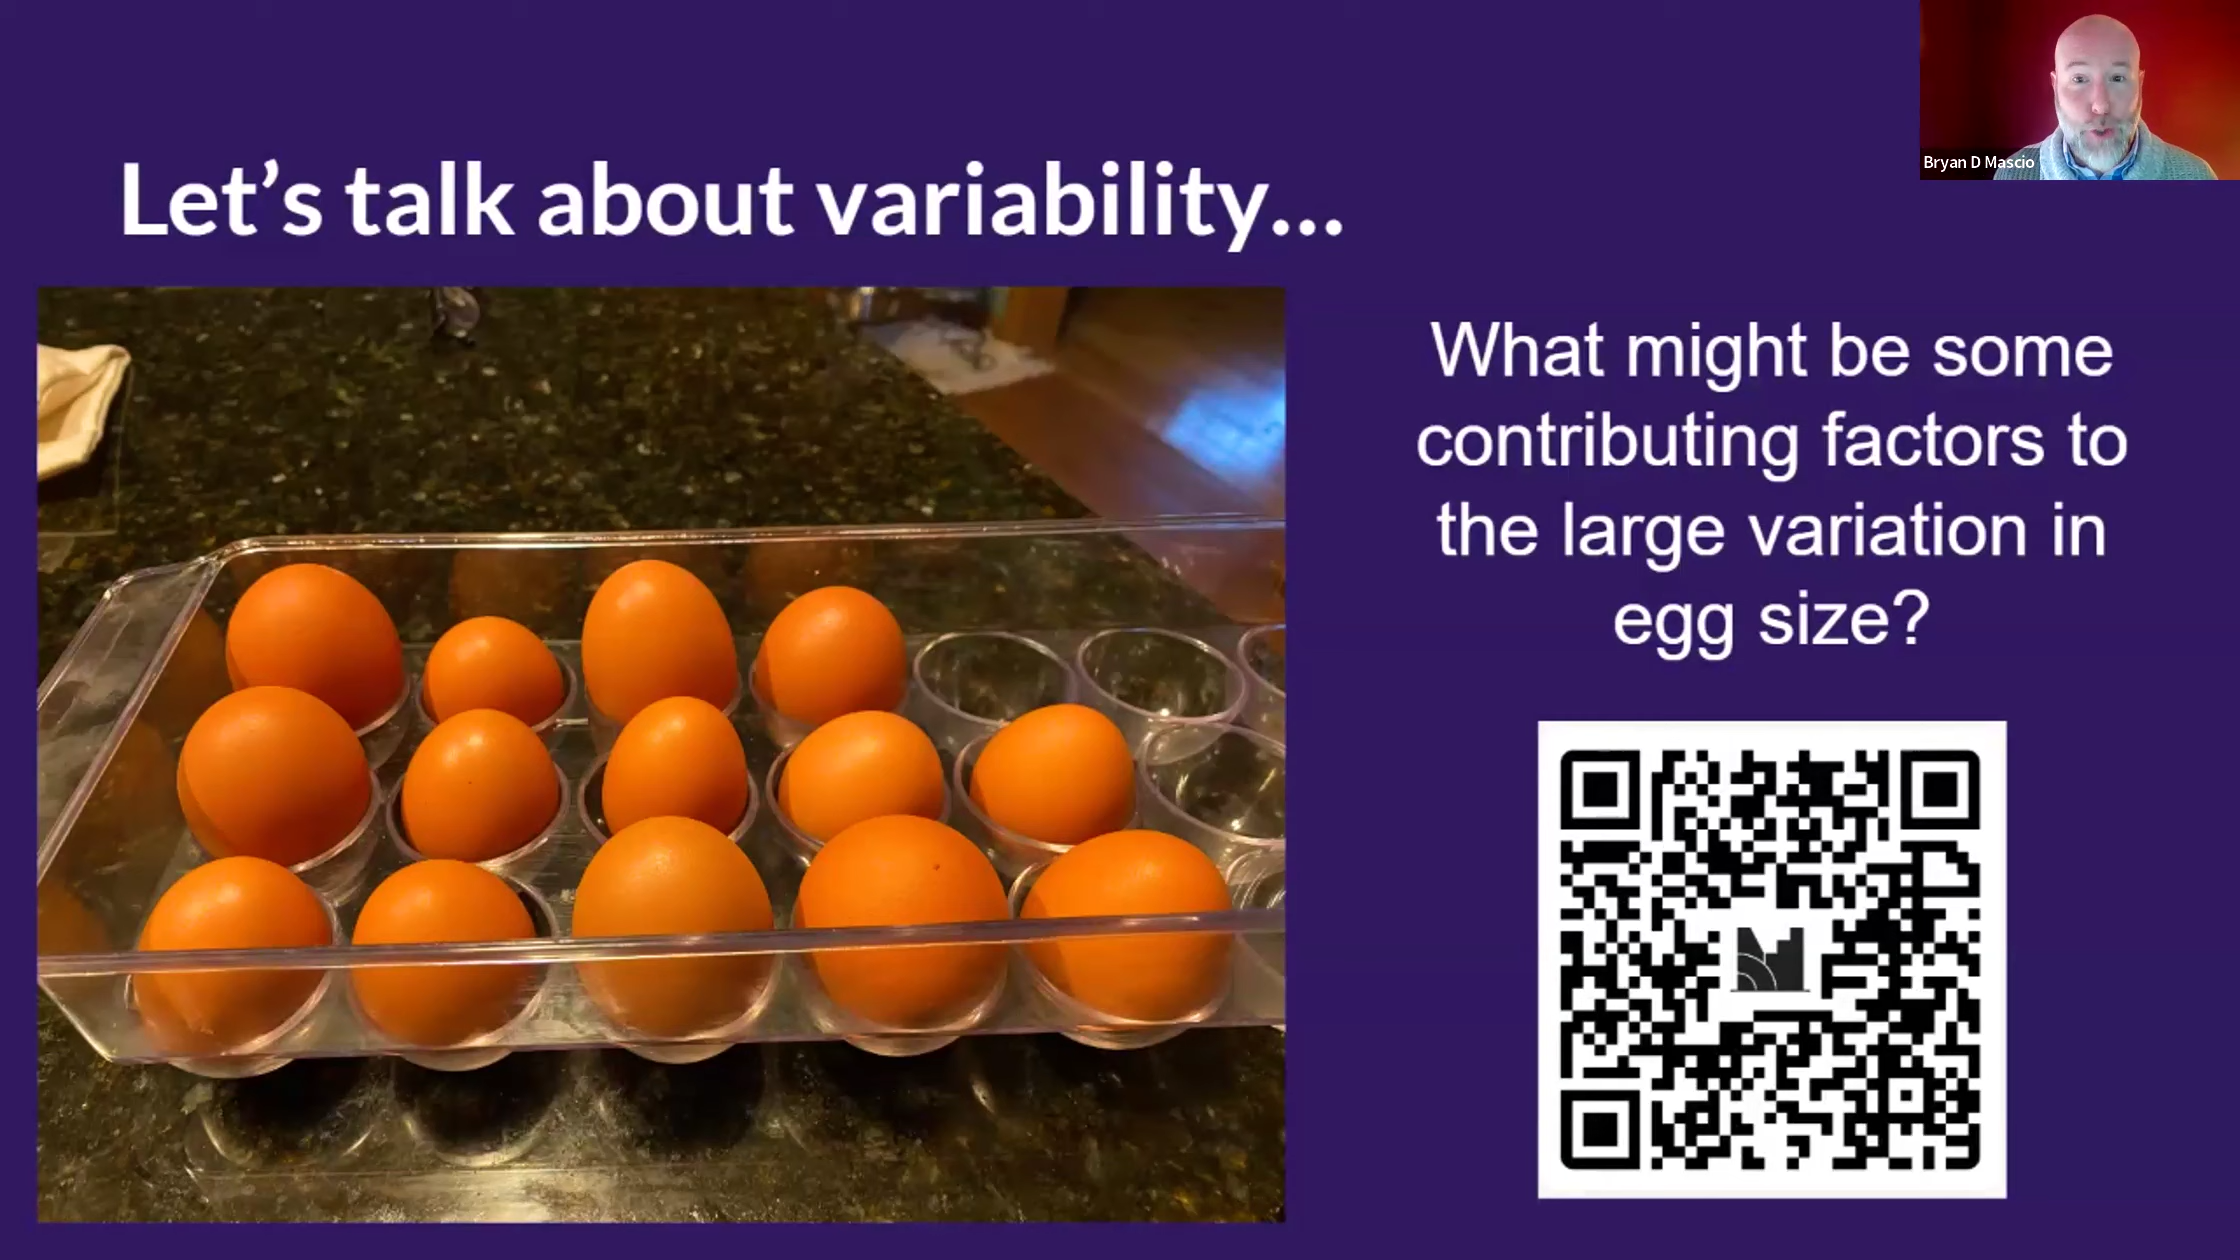 Bryan D Mascio
Let’s talk about variability...
What might be some
contributing factors to
the large variation in
egg size?